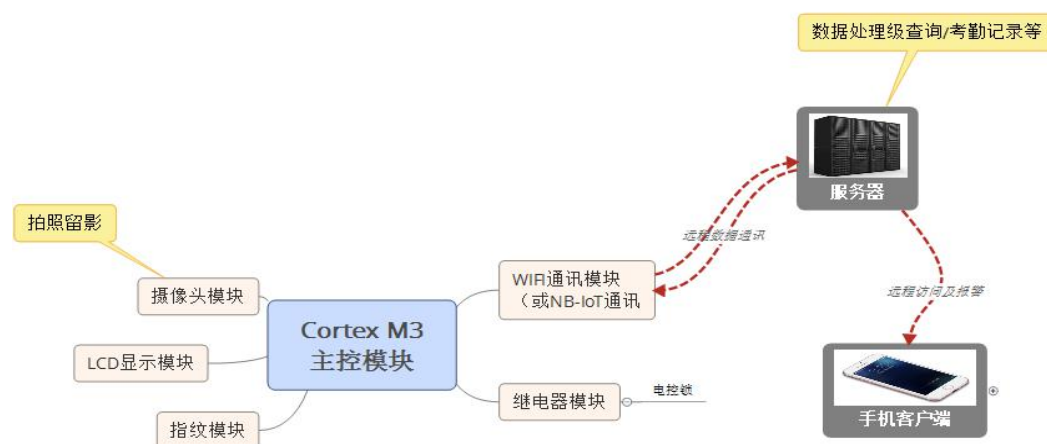 数据处理级查询/考勤记录等
服务器
拍照留影
远程数据通讯
摄像头模块
WIFI通讯模块
（或NB-IoT通讯
远程访问及报警
Cortex M3
主控模块
LCD显示模块
继电器模块
电控锁
指纹模块
手机客户端